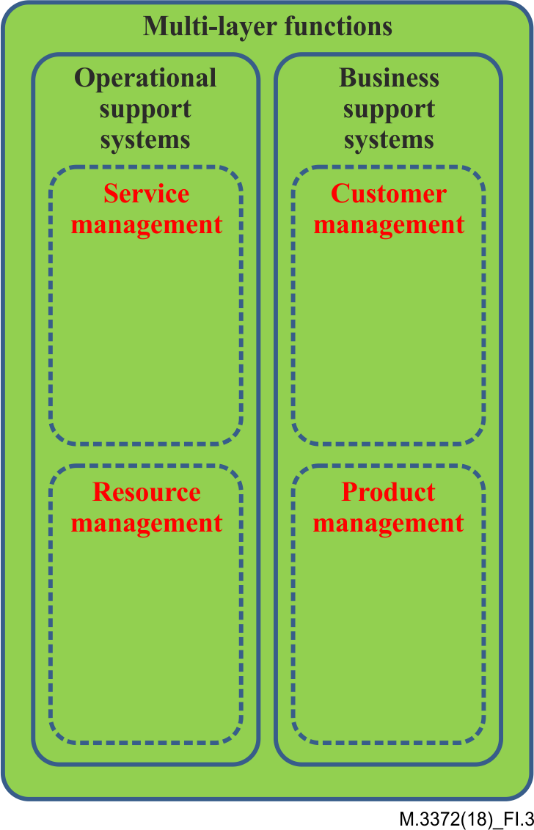 Multi-layer functions
Operational
support
systems
Service
management
Resource
management
Business
support
systems
Customer
management
Product
management
M.3372(18)_FI.3